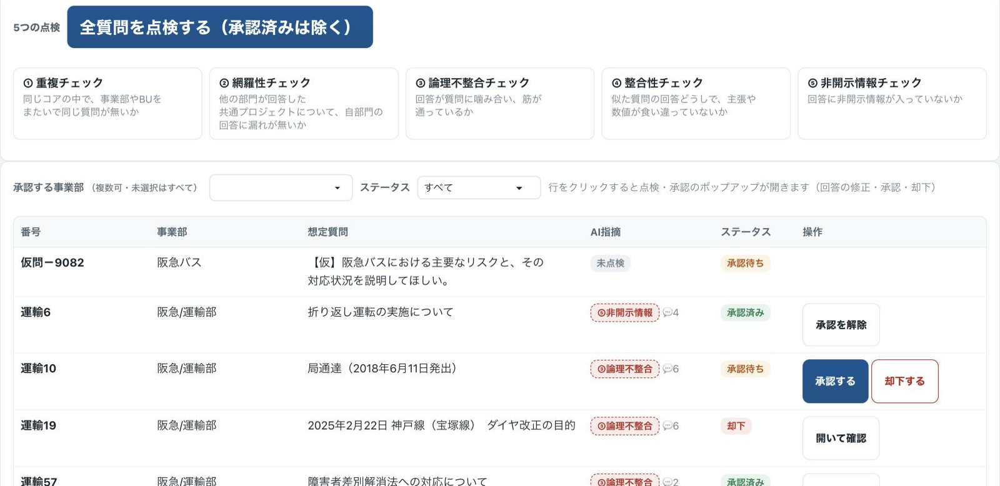 5つの点検
全質問を点検する（承認済みは除く）
① 重複チェック
同じコアの中で、事業部やBUを
またいで同じ質問が無いか
② 網羅性チェック
他の部門が回答した
共通プロジェクトについて、自部門の
回答に漏れが無いか
③ 論理不整合チェック
回答が質問に噛み合い、筋が
通っているか
④ 整合性チェック
似た質問の回答どうしで、主張や
数値が食い違っていないか
⑤ 非開示情報チェック
回答に非開示情報が入っていないか
承認する事業部 （複数可・未選択はすべて） ステータス すべて 行をクリックすると点検・承認のポップアップが開きます（回答の修正・承認・却下）
番号 事業部 想定質問 AI指摘 ステータス 操作
仮問－9082 阪急バス 【仮】阪急バスにおける主要なリスクと、その 未点検 承認待ち
対応状況を説明してほしい。
運輸6 阪急/運輸部 折り返し運転の実施について ⑤非開示情報 💬4 承認済み 承認を解除
運輸10 阪急/運輸部 局通達（2018年6月11日発出） ③論理不整合 💬6 承認待ち 承認する 却下する
運輸19 阪急/運輸部 2025年2月22日 神戸線（宝塚線） ダイヤ改正の目的 ③論理不整合 💬6 却下 開いて確認
運輸57 阪急/運輸部 障害者差別解消法への対応について ③論理不整合 💬2 承認済み